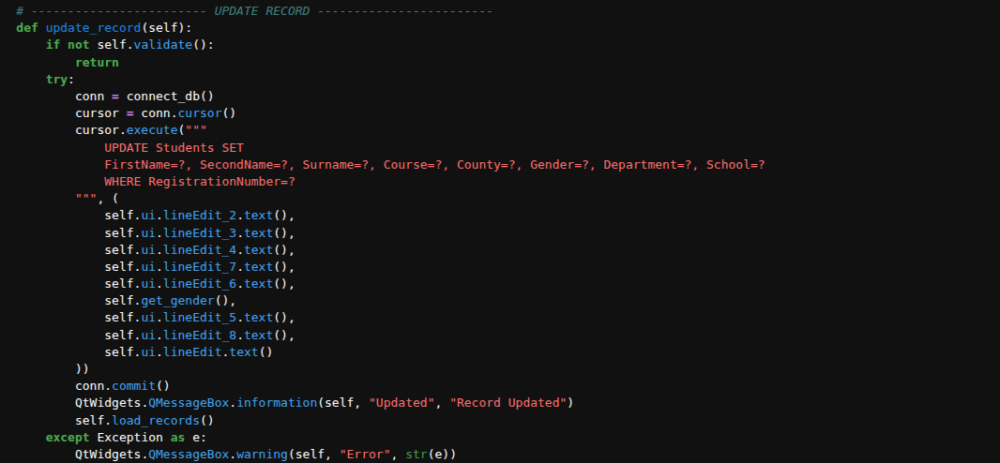 # ------------------------ UPDATE RECORD ------------------------
def update_record(self):
    if not self.validate():
        return
    try:
        conn = connect_db()
        cursor = conn.cursor()
        cursor.execute("""
            UPDATE Students SET
            FirstName=?, SecondName=?, Surname=?, Course=?, County=?, Gender=?, Department=?, School=?
            WHERE RegistrationNumber=?
        """, (
            self.ui.lineEdit_2.text(),
            self.ui.lineEdit_3.text(),
            self.ui.lineEdit_4.text(),
            self.ui.lineEdit_7.text(),
            self.ui.lineEdit_6.text(),
            self.get_gender(),
            self.ui.lineEdit_5.text(),
            self.ui.lineEdit_8.text(),
            self.ui.lineEdit.text()
        ))
        conn.commit()
        QtWidgets.QMessageBox.information(self, "Updated", "Record Updated")
        self.load_records()
    except Exception as e:
        QtWidgets.QMessageBox.warning(self, "Error", str(e))